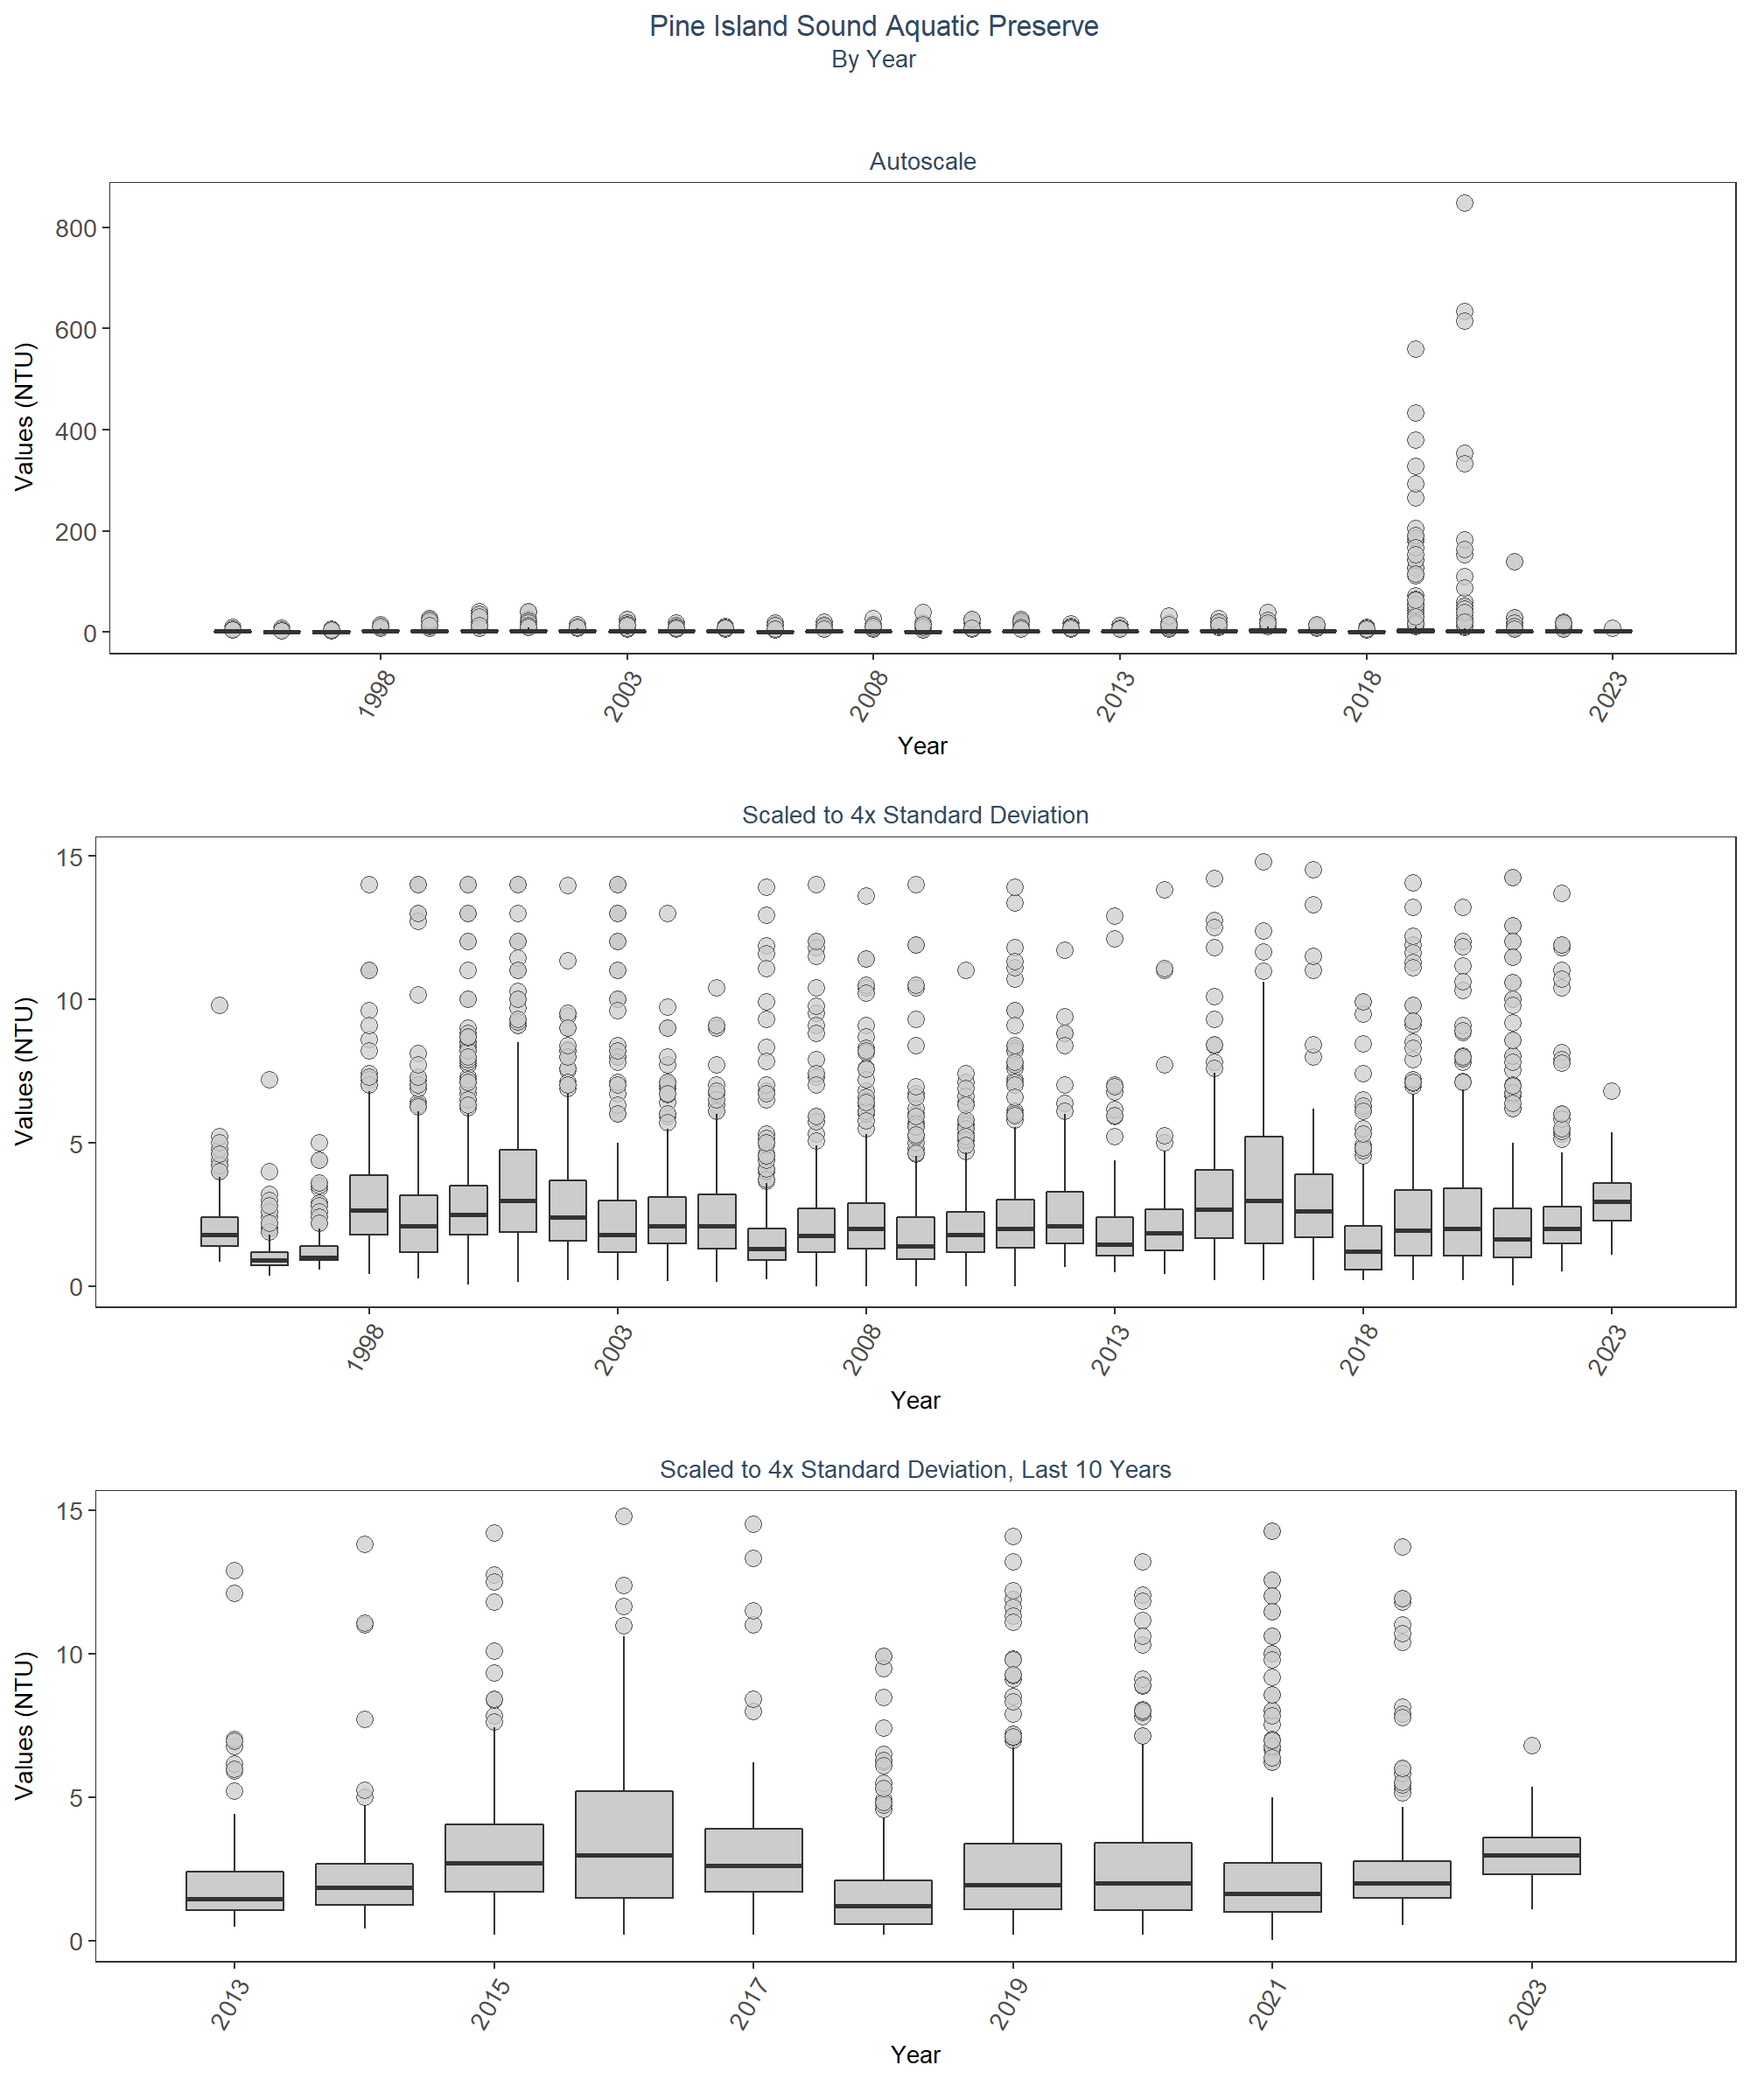 Pine Island Sound Aquatic Preserve
By Year
Autoscale
Values (NTU)
800
600
400
200
0
1998 2003 2008 2013 2018 2023
Year
Scaled to 4x Standard Deviation
Values (NTU)
15
10
5
0
1998 2003 2008 2013 2018 2023
Year
Scaled to 4x Standard Deviation, Last 10 Years
Values (NTU)
15
10
5
0
2013 2015 2017 2019 2021 2023
Year